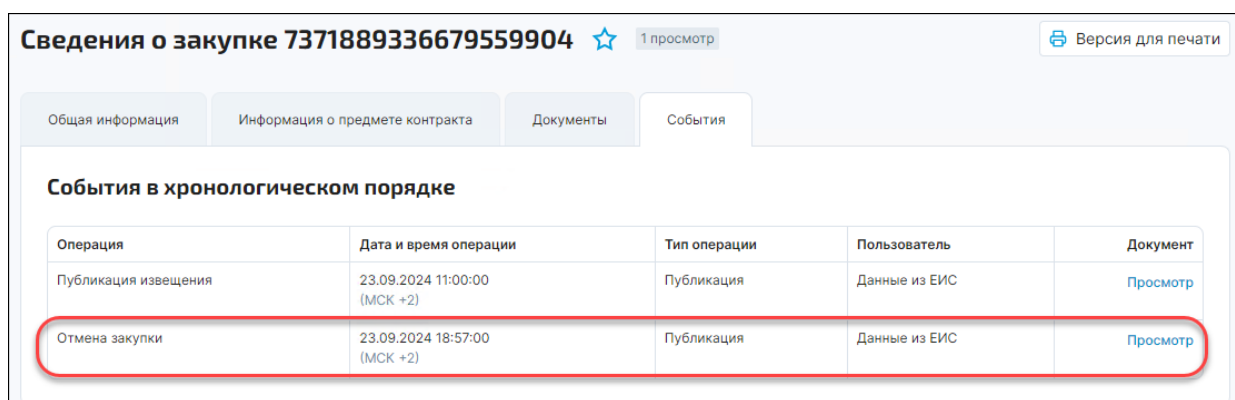 Сведения о закупке 7371889336679559904 1 просмотр Версия для печати
Общая информация Информация о предмете контракта Документы События
События в хронологическом порядке
Операция Дата и время операции Тип операции Пользователь Документ
Публикация извещения 23.09.2024 11:00:00 Публикация Данные из ЕИС Просмотр
(МСК +2)
Отмена закупки 23.09.2024 18:57:00 Публикация Данные из ЕИС Просмотр
(МСК +2)